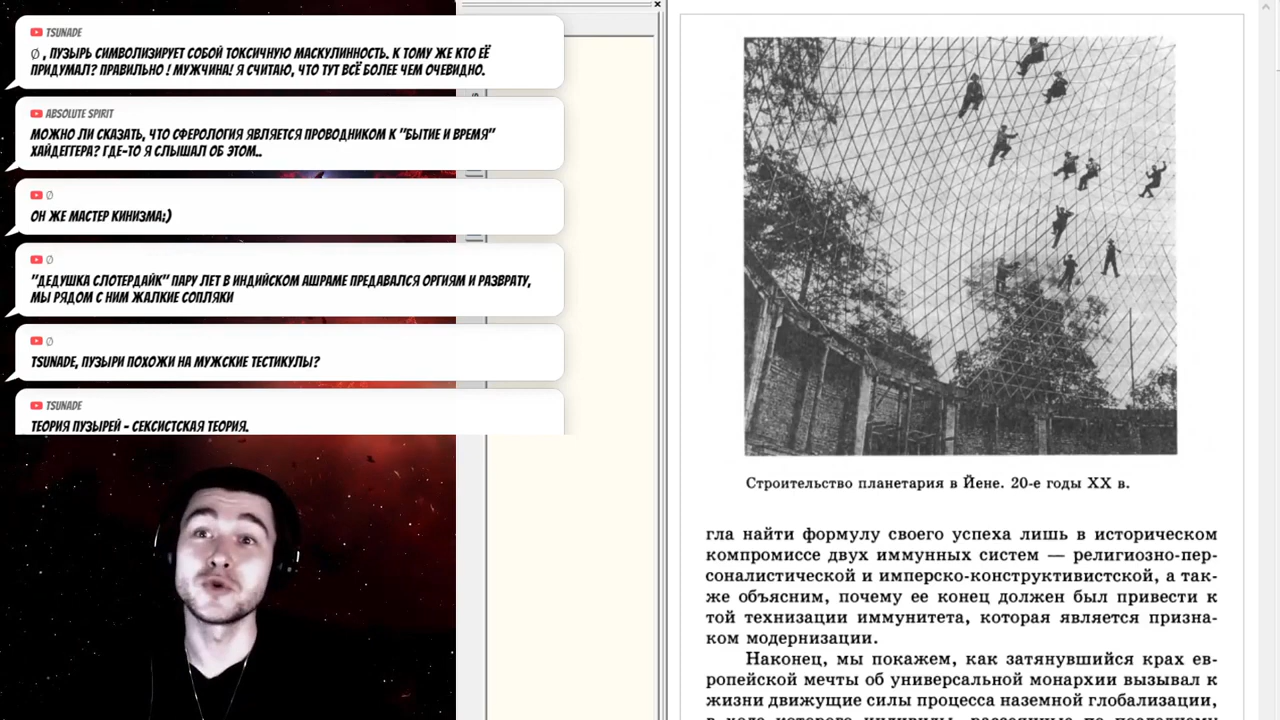 TSUNADE
Ø , ПУЗЫРЬ СИМВОЛИЗИРУЕТ СОБОЙ ТОКСИЧНУЮ МАСКУЛИННОСТЬ. К ТОМУ ЖЕ КТО ЕЁ
ПРИДУМАЛ? ПРАВИЛЬНО ! МУЖЧИНА! Я СЧИТАЮ, ЧТО ТУТ ВСЁ БОЛЕЕ ЧЕМ ОЧЕВИДНО.
ABSOLUTE SPIRIT
МОЖНО ЛИ СКАЗАТЬ, ЧТО СФЕРОЛОГИЯ ЯВЛЯЕТСЯ ПРОВОДНИКОМ К "БЫТИЕ И ВРЕМЯ"
ХАЙДЕГГЕРА? ГДЕ-ТО Я СЛЫШАЛ ОБ ЭТОМ..
Ø
ОН ЖЕ МАСТЕР КИНИЗМА;)
Ø
"ДЕДУШКА СЛОТЕРДАЙК" ПАРУ ЛЕТ В ИНДИЙСКОМ АШРАМЕ ПРЕДАВАЛСЯ ОРГИЯМ И РАЗВРАТУ,
МЫ РЯДОМ С НИМ ЖАЛКИЕ СОПЛЯКИ
Ø
TSUNADE, ПУЗЫРИ ПОХОЖИ НА МУЖСКИЕ ТЕСТИКУЛЫ?
TSUNADE
ТЕОРИЯ ПУЗЫРЕЙ - СЕКСИСТСКАЯ ТЕОРИЯ.
Строительство планетария в Йене. 20-е годы XX в.
гла найти формулу своего успеха лишь в историческом
компромиссе двух иммунных систем — религиозно-пер-
соналистической и имперско-конструктивистской, а так-
же объясним, почему ее конец должен был привести к
той технизации иммунитета, которая является призна-
ком модернизации.
Наконец, мы покажем, как затянувшийся крах ев-
ропейской мечты об универсальной монархии вызывал к
жизни движущие силы процесса наземной глобализации,